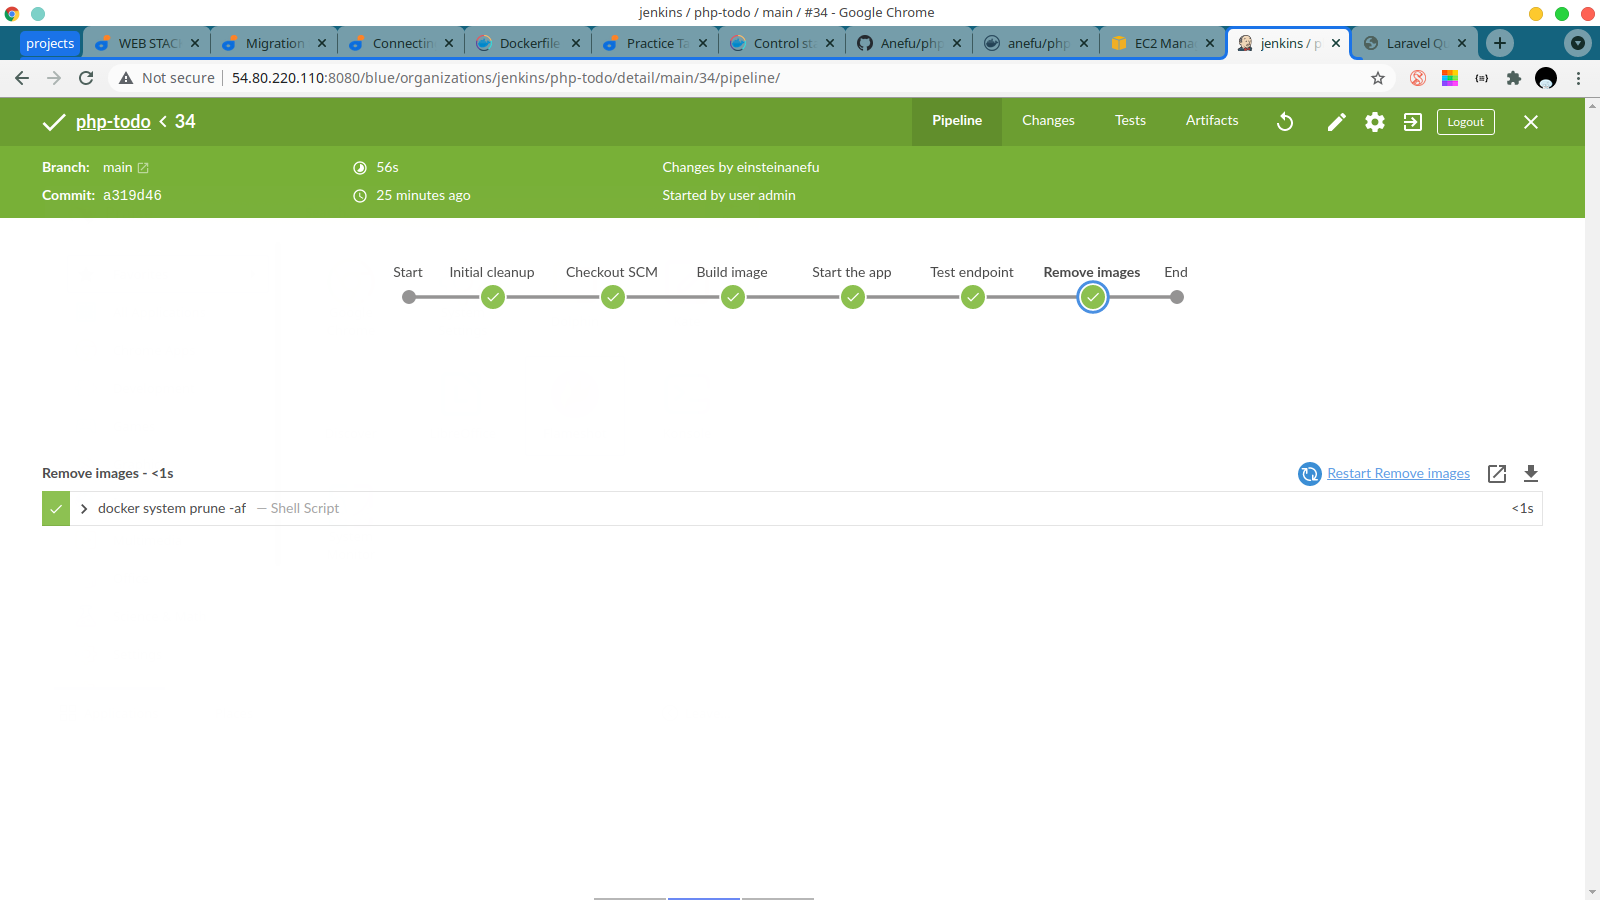 jenkins / php-todo / main / #34 - Google Chrome
projects
WEB STAC
Migration
Connectin
Dockerfile
Practice Ta
Control sta
Anefu/php
anefu/php
EC2 Mana
jenkins / p
Laravel Qu
Not secure
54.80.220.110:8080/blue/organizations/jenkins/php-todo/detail/main/34/pipeline/
php-todo < 34
Pipeline
Changes
Tests
Artifacts
Logout
Branch: main
56s
Changes by einsteinanefu
Commit: a319d46
25 minutes ago
Started by user admin
Start
Initial cleanup
Checkout SCM
Build image
Start the app
Test endpoint
Remove images
End
Remove images - <1s
Restart Remove images
docker system prune -af — Shell Script
<1s